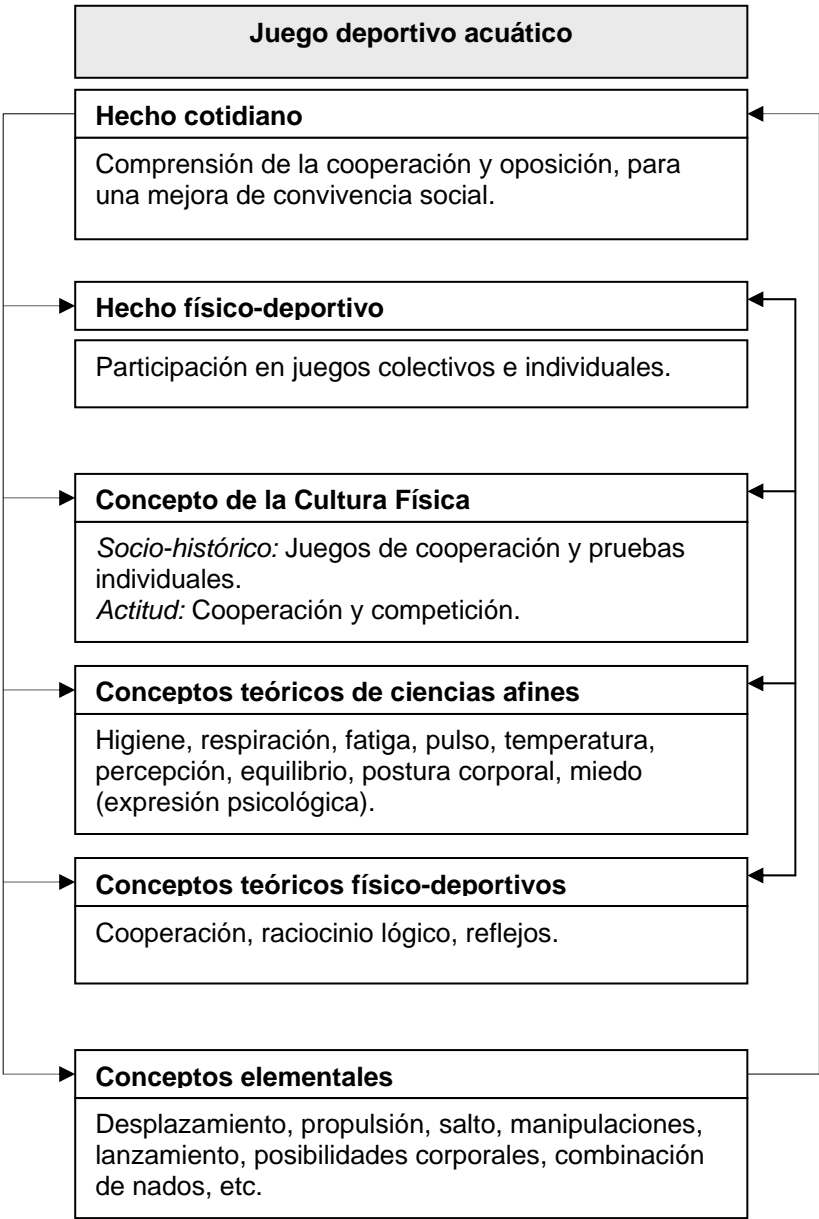 Juego deportivo acuático
Hecho cotidiano
Comprensión de la cooperación y oposición, para
una mejora de convivencia social.
Hecho físico-deportivo
Participación en juegos colectivos e individuales.
Concepto de la Cultura Física
Socio-histórico: Juegos de cooperación y pruebas
individuales.
Actitud: Cooperación y competición.
Conceptos teóricos de ciencias afines
Higiene, respiración, fatiga, pulso, temperatura,
percepción, equilibrio, postura corporal, miedo
(expresión psicológica).
Conceptos teóricos físico-deportivos
Cooperación, raciocinio lógico, reflejos.
Conceptos elementales
Desplazamiento, propulsión, salto, manipulaciones,
lanzamiento, posibilidades corporales, combinación
de nados, etc.